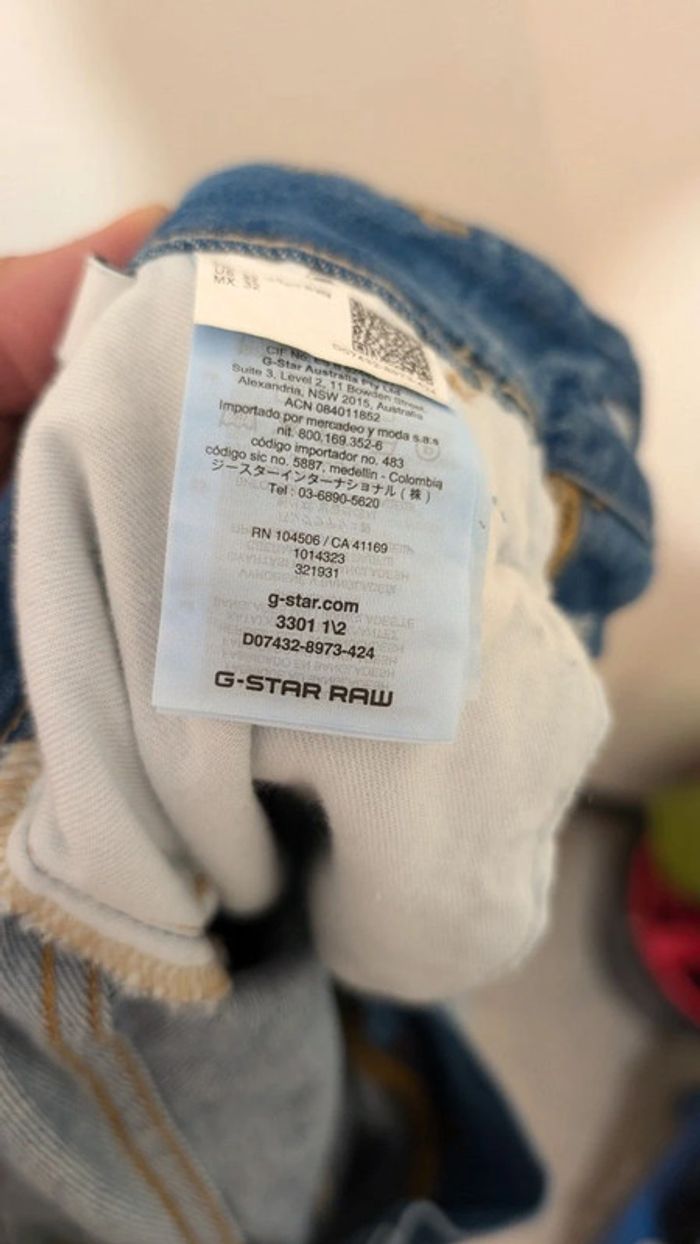 MX 35
CIF No.
G-Star Australia Pty Ltd
Suite 3, Level 2, 11 Bowden Street
Alexandria, NSW 2015, Australia
ACN 084011852
Importado por mercadeo y moda s.a.s
nit. 800,169.352-6
código importador no. 483
código sic no. 5887, medellin - Colombia
ジースターインターナショナル(株)
Tel : 03-6890-5620
RN 104506 / CA 41169
1014323
321931
g-star.com
3301 1\2
D07432-8973-424
G-STAR RAW